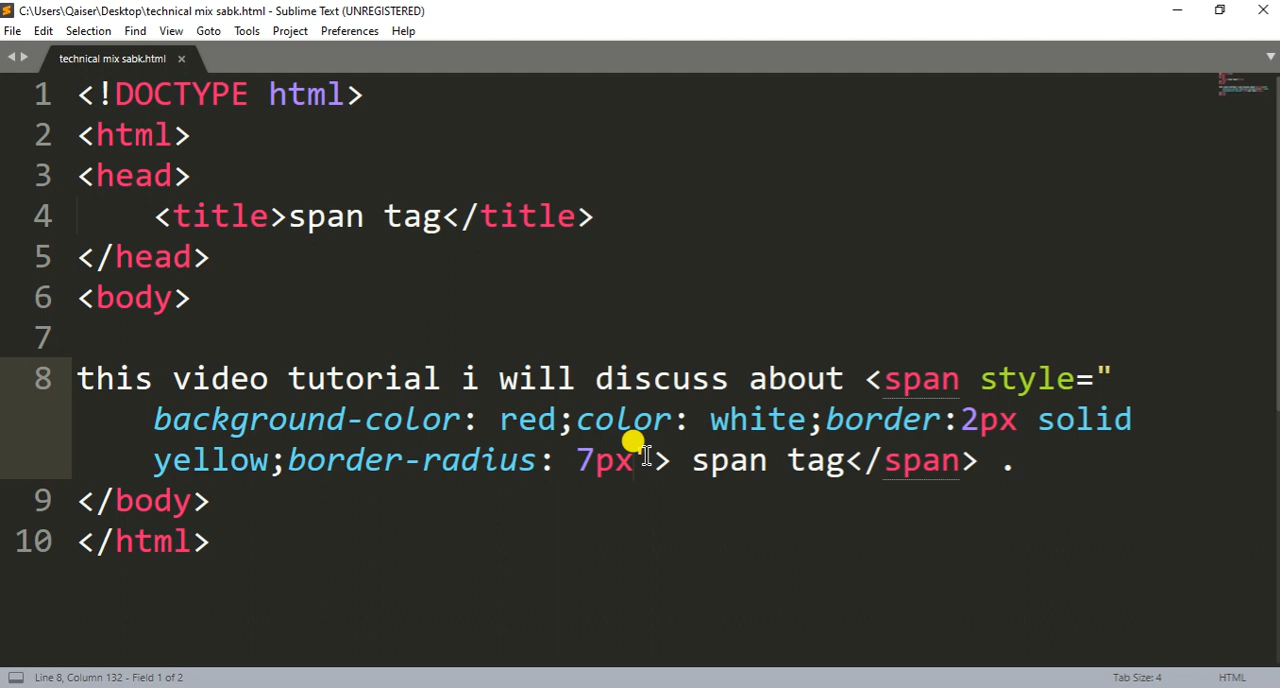 C:\Users\Qaiser\Desktop\technical mix sabk.html - Sublime Text (UNREGISTERED)
File Edit Selection Find View Goto Tools Project Preferences Help
technical mix sabk.html
1 <!DOCTYPE html>
2 <html>
3 <head>
4 <title>span tag</title>
5 </head>
6 <body>
7
8 this video tutorial i will discuss about <span style="
background-color: red;color: white;border:2px solid
yellow;border-radius: 7px"> span tag</span> .
9 </body>
10 </html>
Line 8, Column 132 - Field 1 of 2 Tab Size: 4 HTML